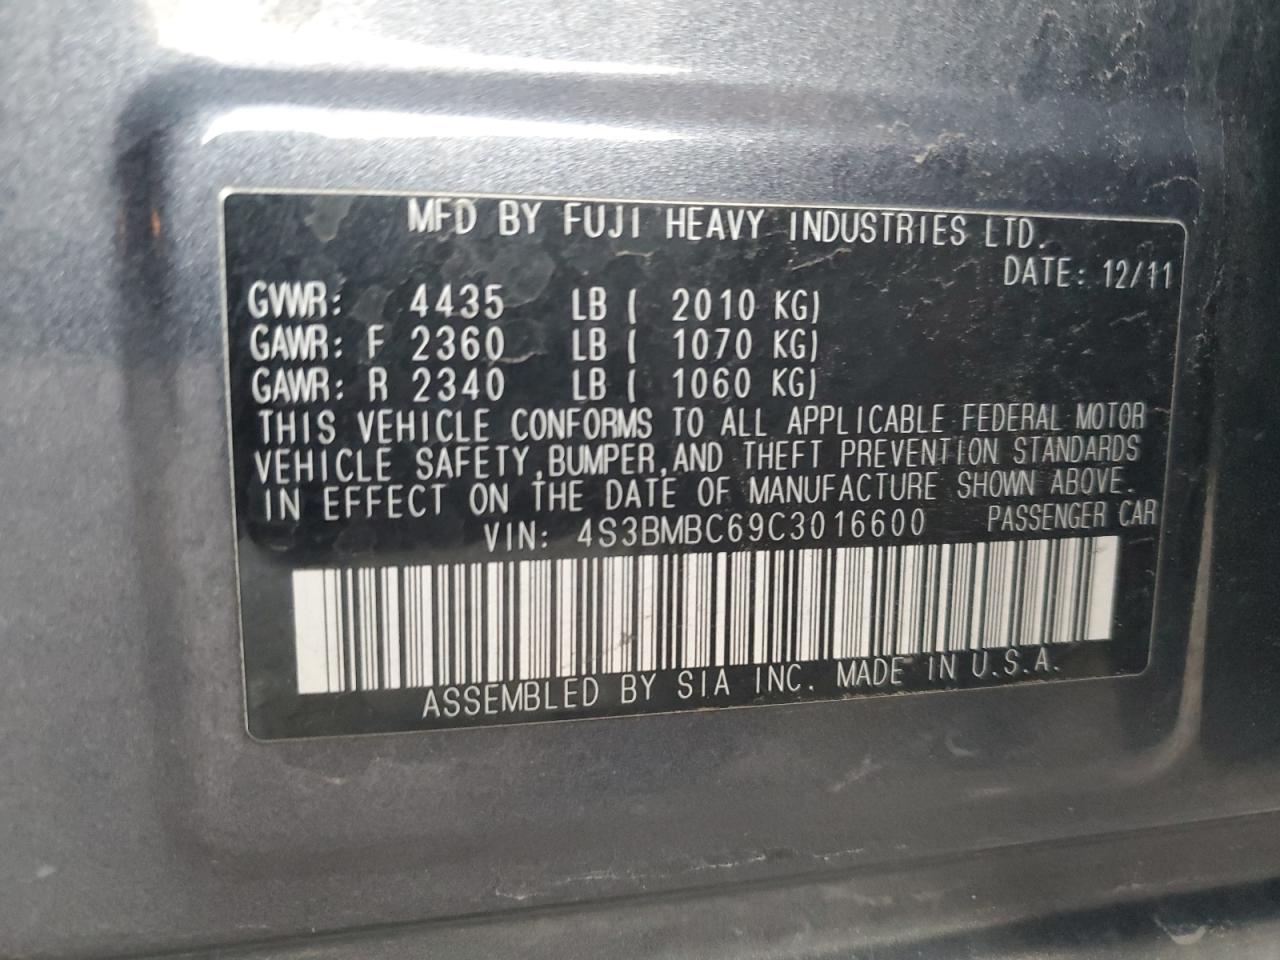 MFD BY FUJI HEAVY INDUSTRIES LTD.
DATE: 12/11
GVWR: 4435 LB ( 2010 KG)
GAWR: F 2360 LB ( 1070 KG)
GAWR: R 2340 LB ( 1060 KG)
THIS VEHICLE CONFORMS TO ALL APPLICABLE FEDERAL MOTOR
VEHICLE SAFETY,BUMPER,AND THEFT PREVENTION STANDARDS
IN EFFECT ON THE DATE OF MANUFACTURE SHOWN ABOVE.
VIN: 4S3BMBC69C3016600 PASSENGER CAR
ASSEMBLED BY SIA INC. MADE IN U.S.A.